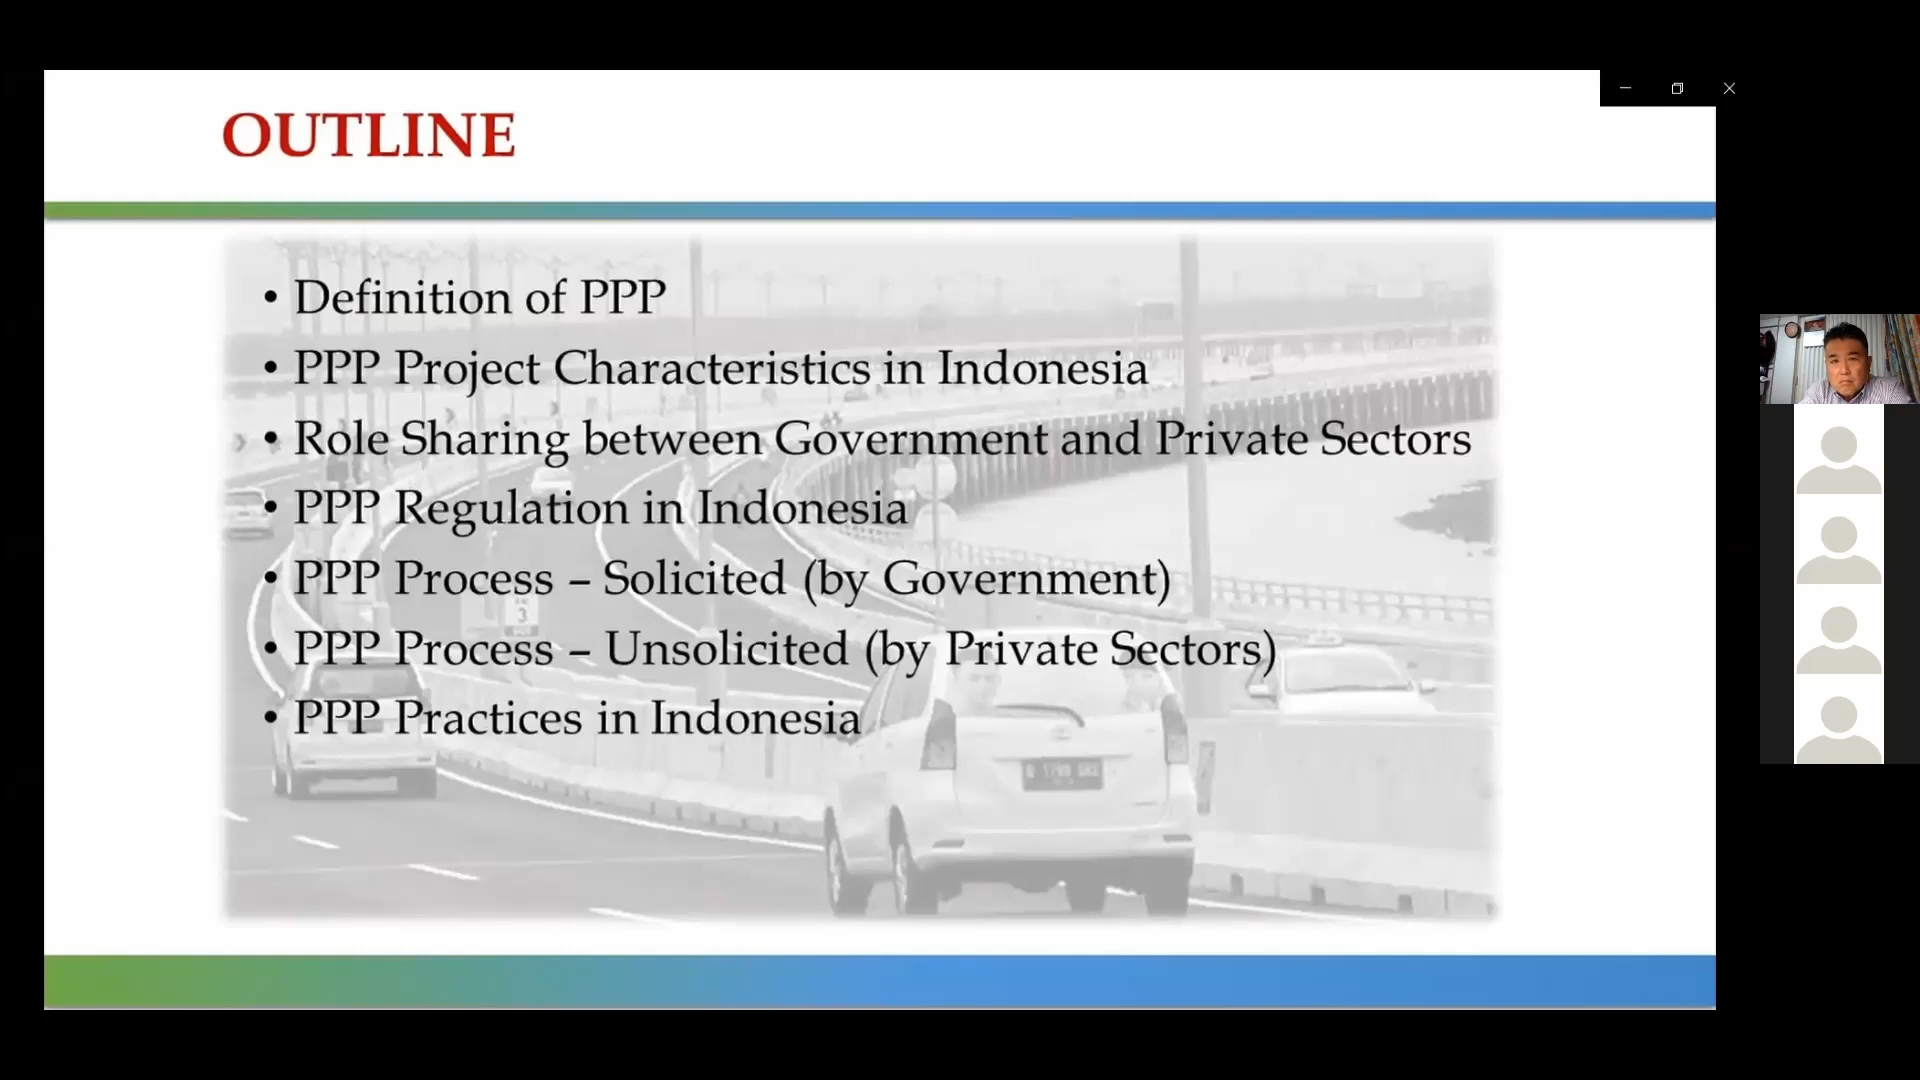 OUTLINE
• Definition of PPP
• PPP Project Characteristics in Indonesia
• Role Sharing between Government and Private Sectors
• PPP Regulation in Indonesia
• PPP Process – Solicited (by Government)
• PPP Process – Unsolicited (by Private Sectors)
• PPP Practices in Indonesia
3